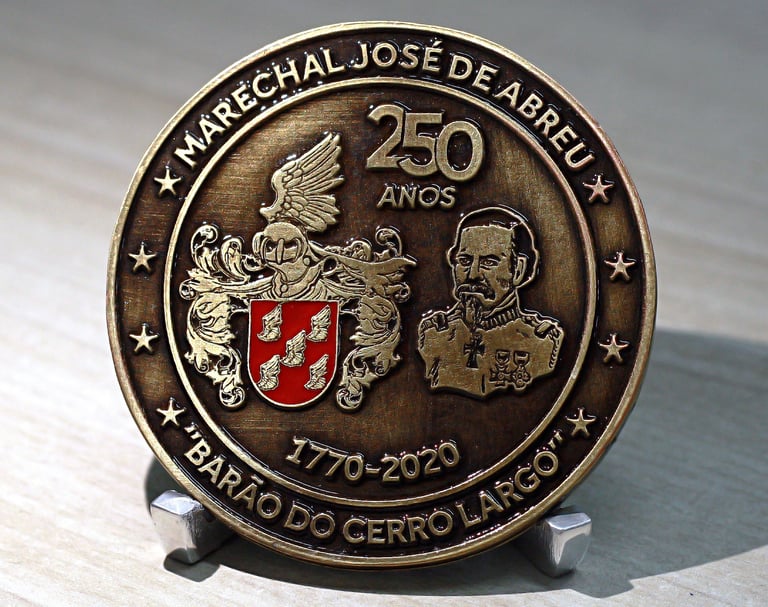 MARECHAL JOSÉ DE ABREU
250
ANOS
1770-2020
"BARÃO DO CERRO LARGO"